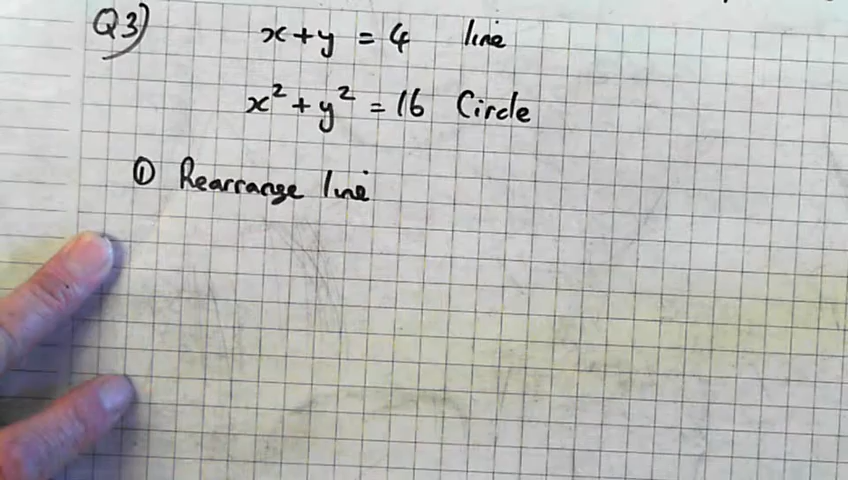 Q3) x + y = 4 line
x² + y² = 16 Circle
① Rearrange line